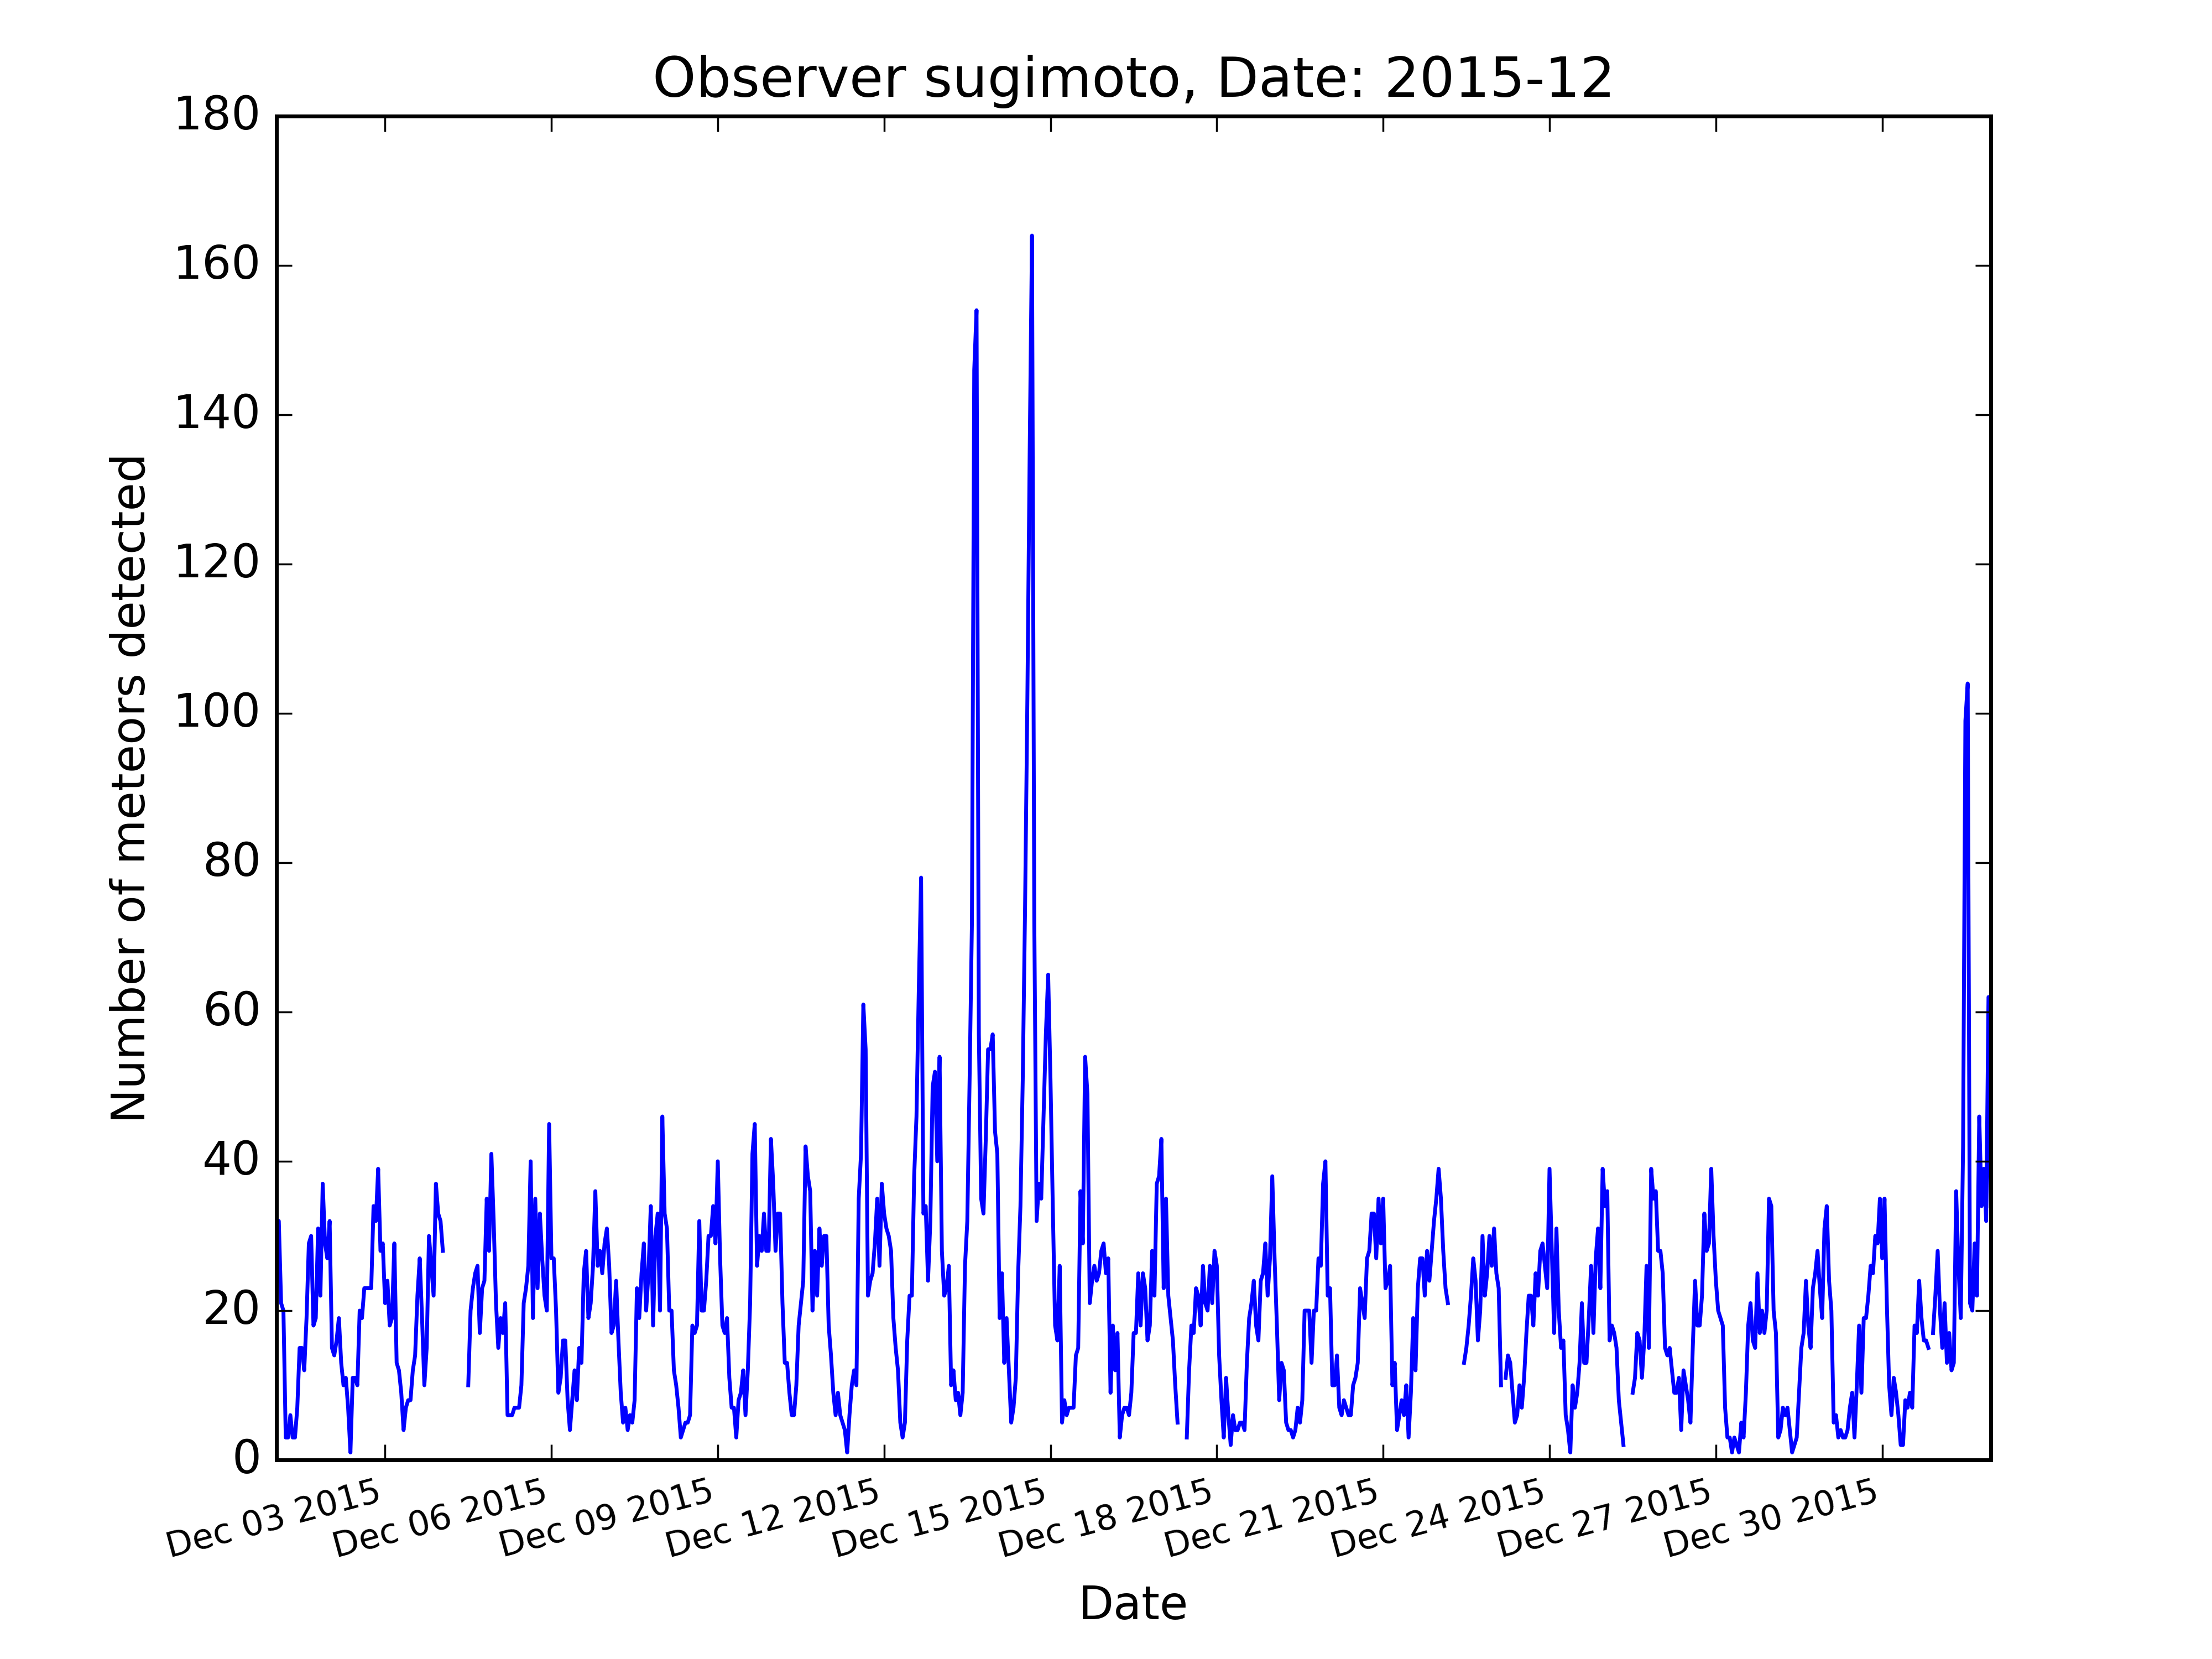 Observer sugimoto, Date: 2015-12
180
160
140
120
100
80
60
40
20
0
Number of meteors detected
Dec 03 2015
Dec 06 2015
Dec 09 2015
Dec 12 2015
Dec 15 2015
Dec 18 2015
Dec 21 2015
Dec 24 2015
Dec 27 2015
Dec 30 2015
Date